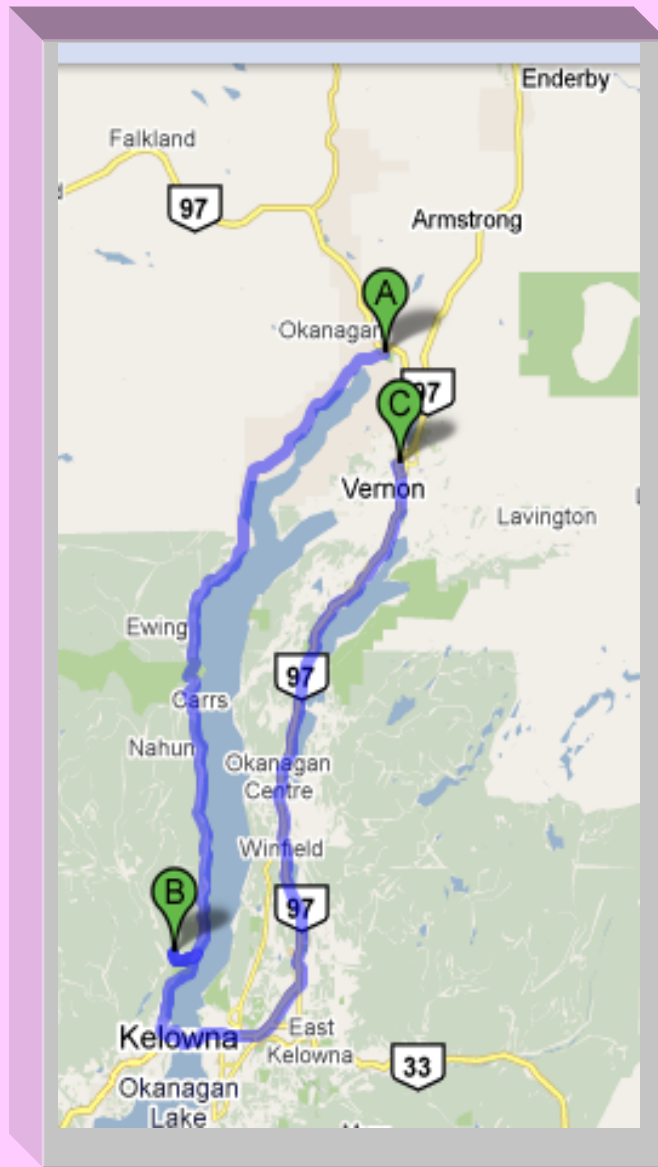 Enderby
Falkland
97
Armstrong
A
Okanagan
97
C
Vernon
Lavington
Ewing
97
Carrs
Nahun
Okanagan
Centre
Winfield
B
97
East
Kelowna
Kelowna
33
Okanagan
Lake